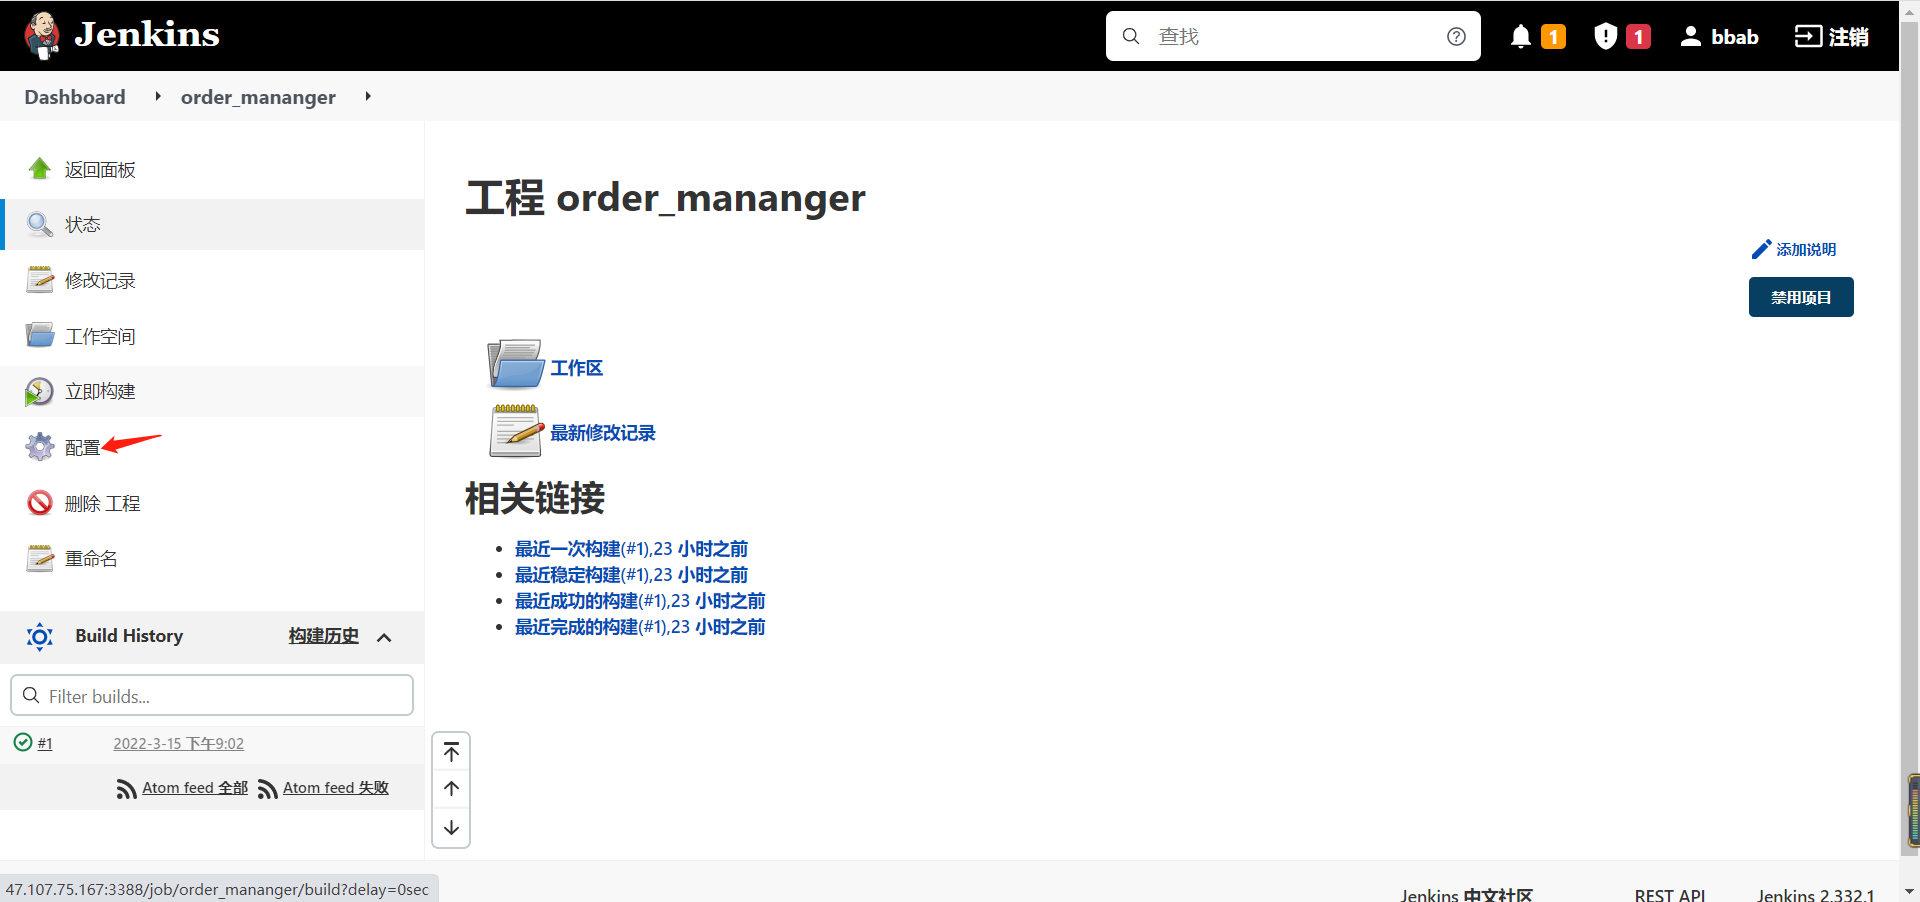 Jenkins
查找
1
1
bbab
注销
Dashboard
order_mananger
返回面板
状态
修改记录
工作空间
立即构建
配置
删除 工程
重命名
Build History
构建历史
Filter builds...
#1
2022-3-15 下午9:02
Atom feed 全部
Atom feed 失败
工程 order_mananger
添加说明
禁用项目
工作区
最新修改记录
相关链接
最近一次构建(#1),23 小时之前
最近稳定构建(#1),23 小时之前
最近成功的构建(#1),23 小时之前
最近完成的构建(#1),23 小时之前
47.107.75.167:3388/job/order_mananger/build?delay=0sec
Jenkins 中文社区
REST API
Jenkins 2.332.1